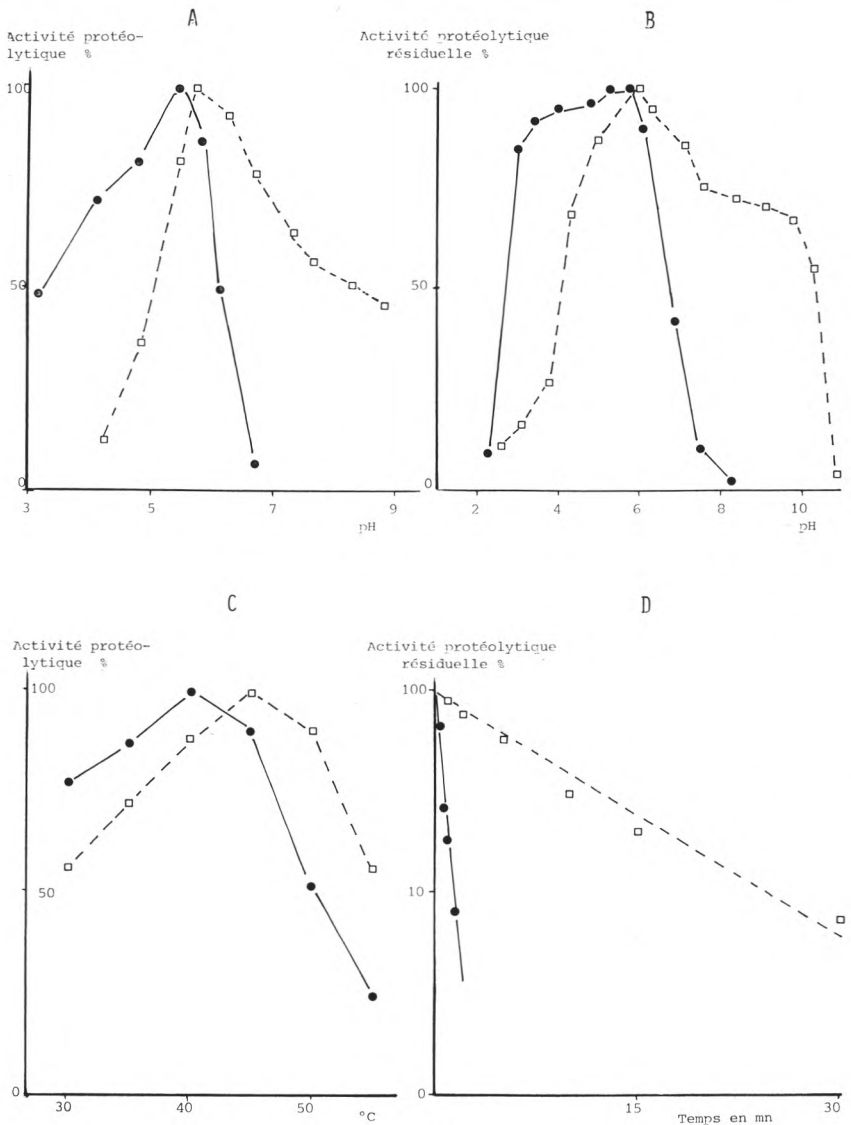 A
Activité protéo-
lytique %
100
50
0
3
5
7
9
pH
B
Activité protéolytique
résiduelle %
100
50
0
2
4
6
8
10
pH
C
Activité protéo-
lytique %
100
50
0
30
40
50
°C
D
Activité protéolytique
résiduelle %
100
10
0
15
30
Temps en mn